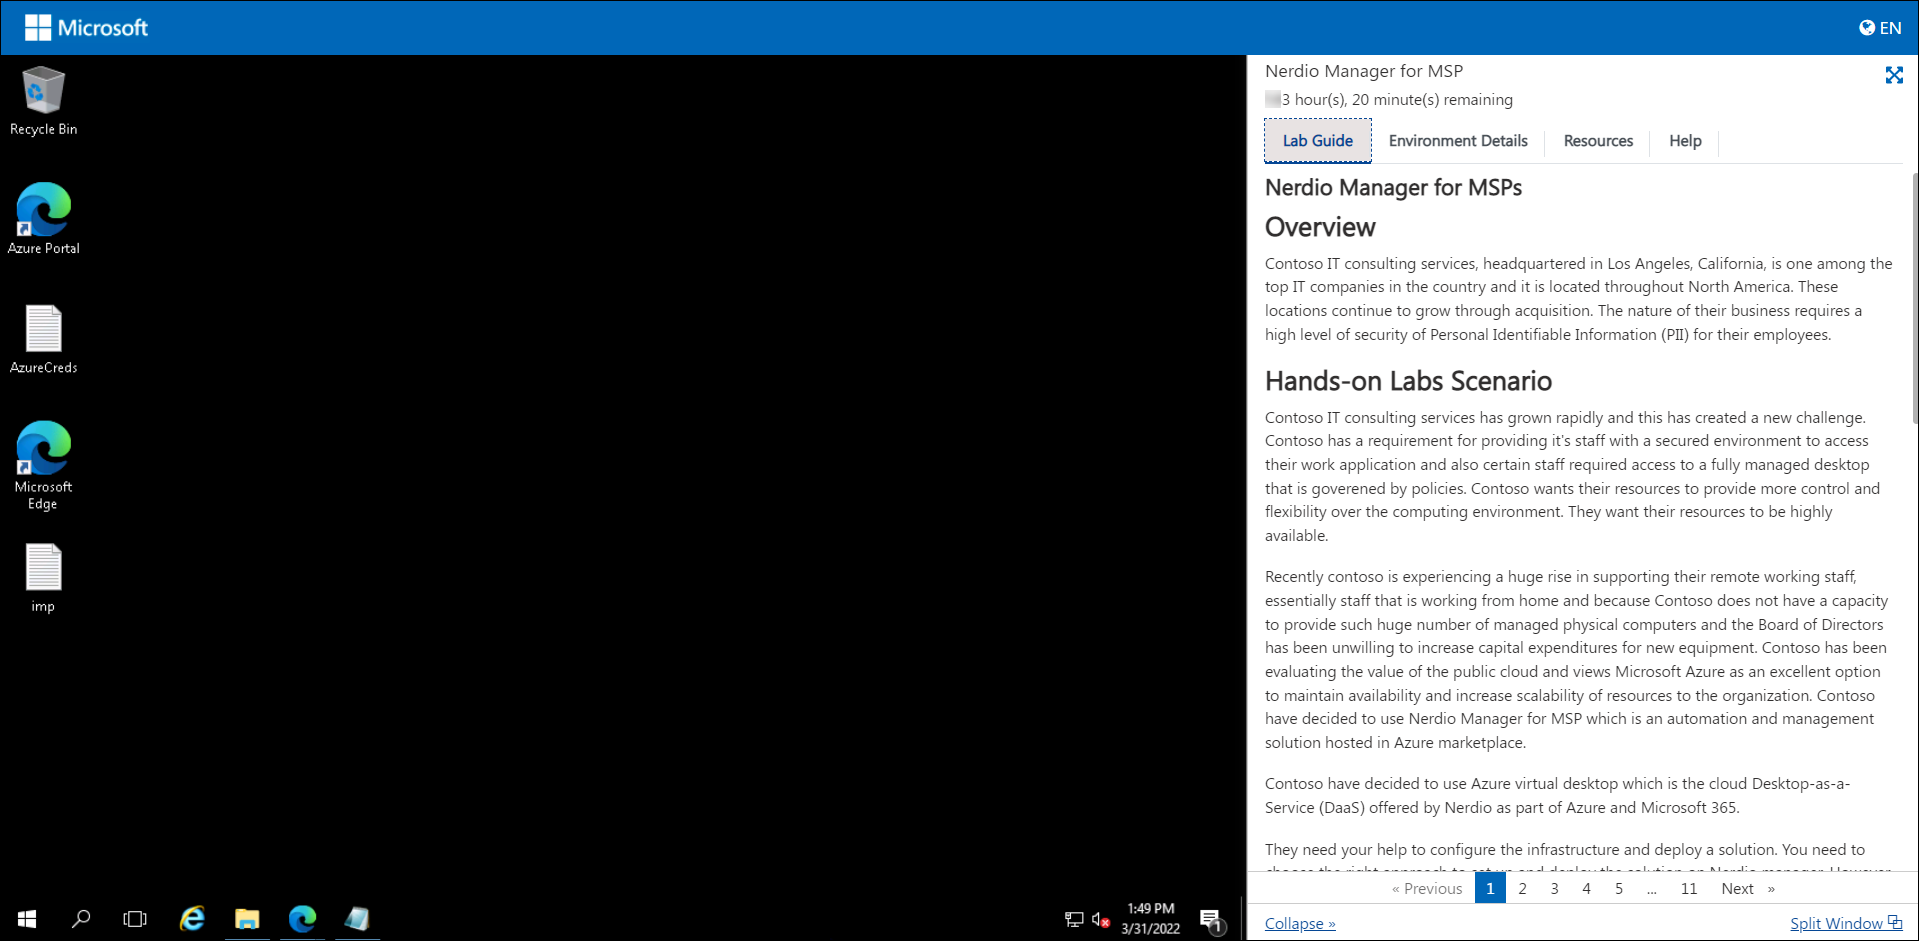 Microsoft
EN
Recycle Bin
Azure Portal
AzureCreds
Microsoft
Edge
imp
1:49 PM
3/31/2022
1
Nerdio Manager for MSP
3 hour(s), 20 minute(s) remaining
Lab Guide Environment Details Resources Help
Nerdio Manager for MSPs
Overview
Contoso IT consulting services, headquartered in Los Angeles, California, is one among the
top IT companies in the country and it is located throughout North America. These
locations continue to grow through acquisition. The nature of their business requires a
high level of security of Personal Identifiable Information (PII) for their employees.
Hands-on Labs Scenario
Contoso IT consulting services has grown rapidly and this has created a new challenge.
Contoso has a requirement for providing it's staff with a secured environment to access
their work application and also certain staff required access to a fully managed desktop
that is goverened by policies. Contoso wants their resources to provide more control and
flexibility over the computing environment. They want their resources to be highly
available.
Recently contoso is experiencing a huge rise in supporting their remote working staff,
essentially staff that is working from home and because Contoso does not have a capacity
to provide such huge number of managed physical computers and the Board of Directors
has been unwilling to increase capital expenditures for new equipment. Contoso has been
evaluating the value of the public cloud and views Microsoft Azure as an excellent option
to maintain availability and increase scalability of resources to the organization. Contoso
have decided to use Nerdio Manager for MSP which is an automation and management
solution hosted in Azure marketplace.
Contoso have decided to use Azure virtual desktop which is the cloud Desktop-as-a-
Service (DaaS) offered by Nerdio as part of Azure and Microsoft 365.
They need your help to configure the infrastructure and deploy a solution. You need to
choose the right approach to set up and deploy the solution on Nerdio manager. However
« Previous 1 2 3 4 5 ... 11 Next »
Collapse » Split Window